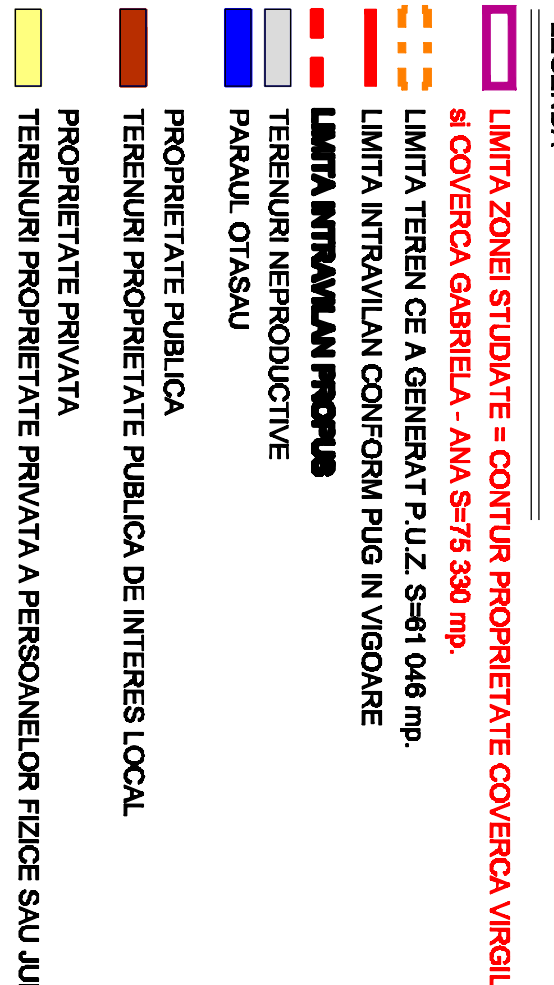 LIMITA ZONEI STUDIATE = CONTUR PROPRIETATE COVERCA VIRGIL
si COVERCA GABRIELA - ANA S=75 330 mp.
LIMITA TEREN CE A GENERAT P.U.Z. S=61 046 mp.
LIMITA INTRAVILAN CONFORM PUG IN VIGOARE
LIMITA INTRAVILAN PROPUS
TERENURI NEPRODUCTIVE
PARAUL OTASAU
PROPRIETATE PUBLICA
TERENURI PROPRIETATE PUBLICA DE INTERES LOCAL
PROPRIETATE PRIVATA
TERENURI PROPRIETATE PRIVATA A PERSOANELOR FIZICE SAU